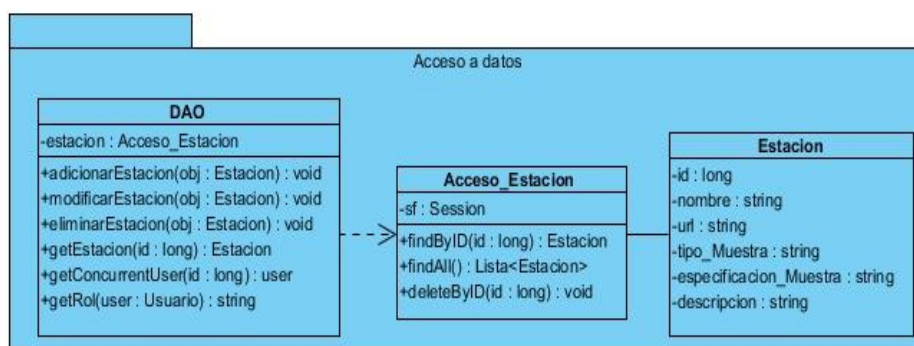 Acceso a datos
DAO
-estacion : Acceso_Estacion
+adicionarEstacion(obj : Estacion) : void
+modificarEstacion(obj : Estacion) : void
+eliminarEstacion(obj : Estacion) : void
+getEstacion(id : long) : Estacion
+getConcurrentUser(id : long) : user
+getRol(user : Usuario) : string
Acceso_Estacion
-sf : Session
+findByID(id : long) : Estacion
+findAll() : Lista<Estacion>
+deleteByID(id : long) : void
Estacion
-id : long
-nombre : string
-url : string
-tipo_Muestra : string
-especificacion_Muestra : string
-descripcion : string